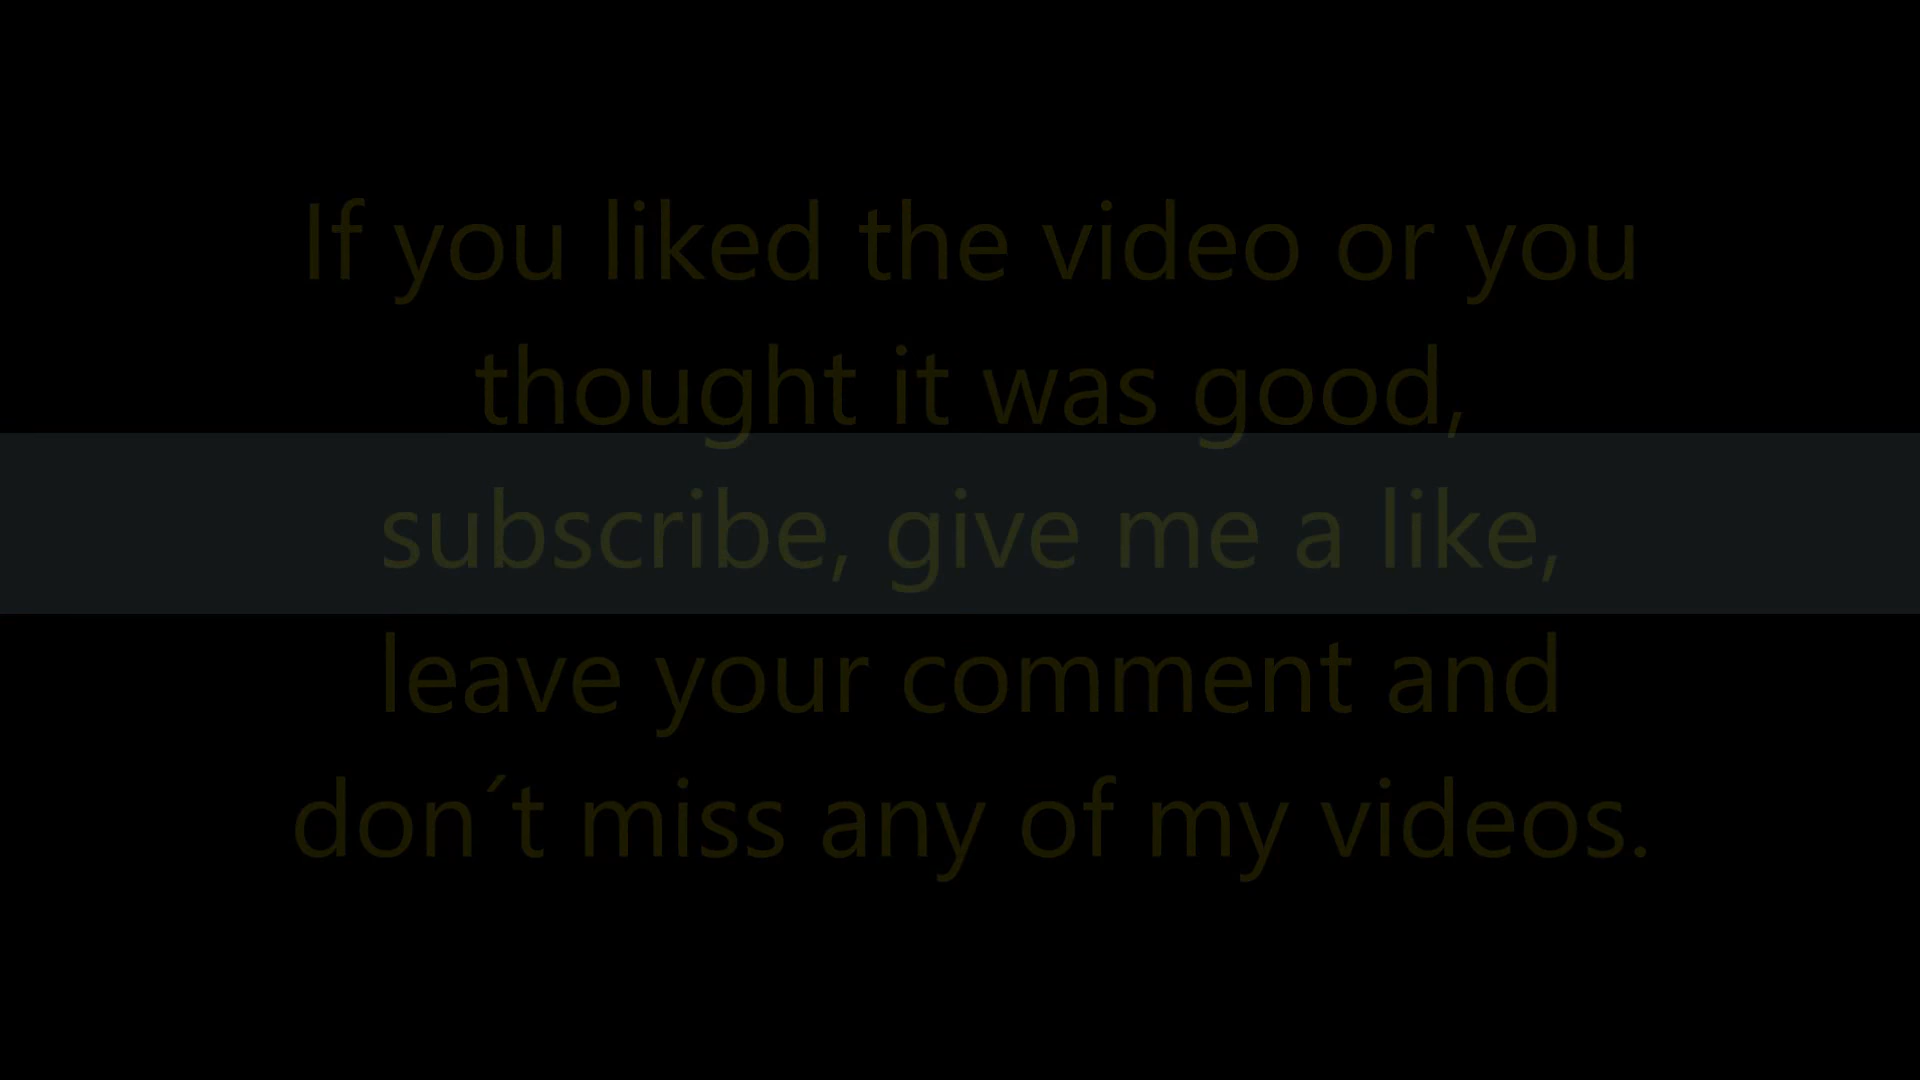 If you liked the video or you
thought it was good,
subscribe, give me a like,
leave your comment and
don´t miss any of my videos.